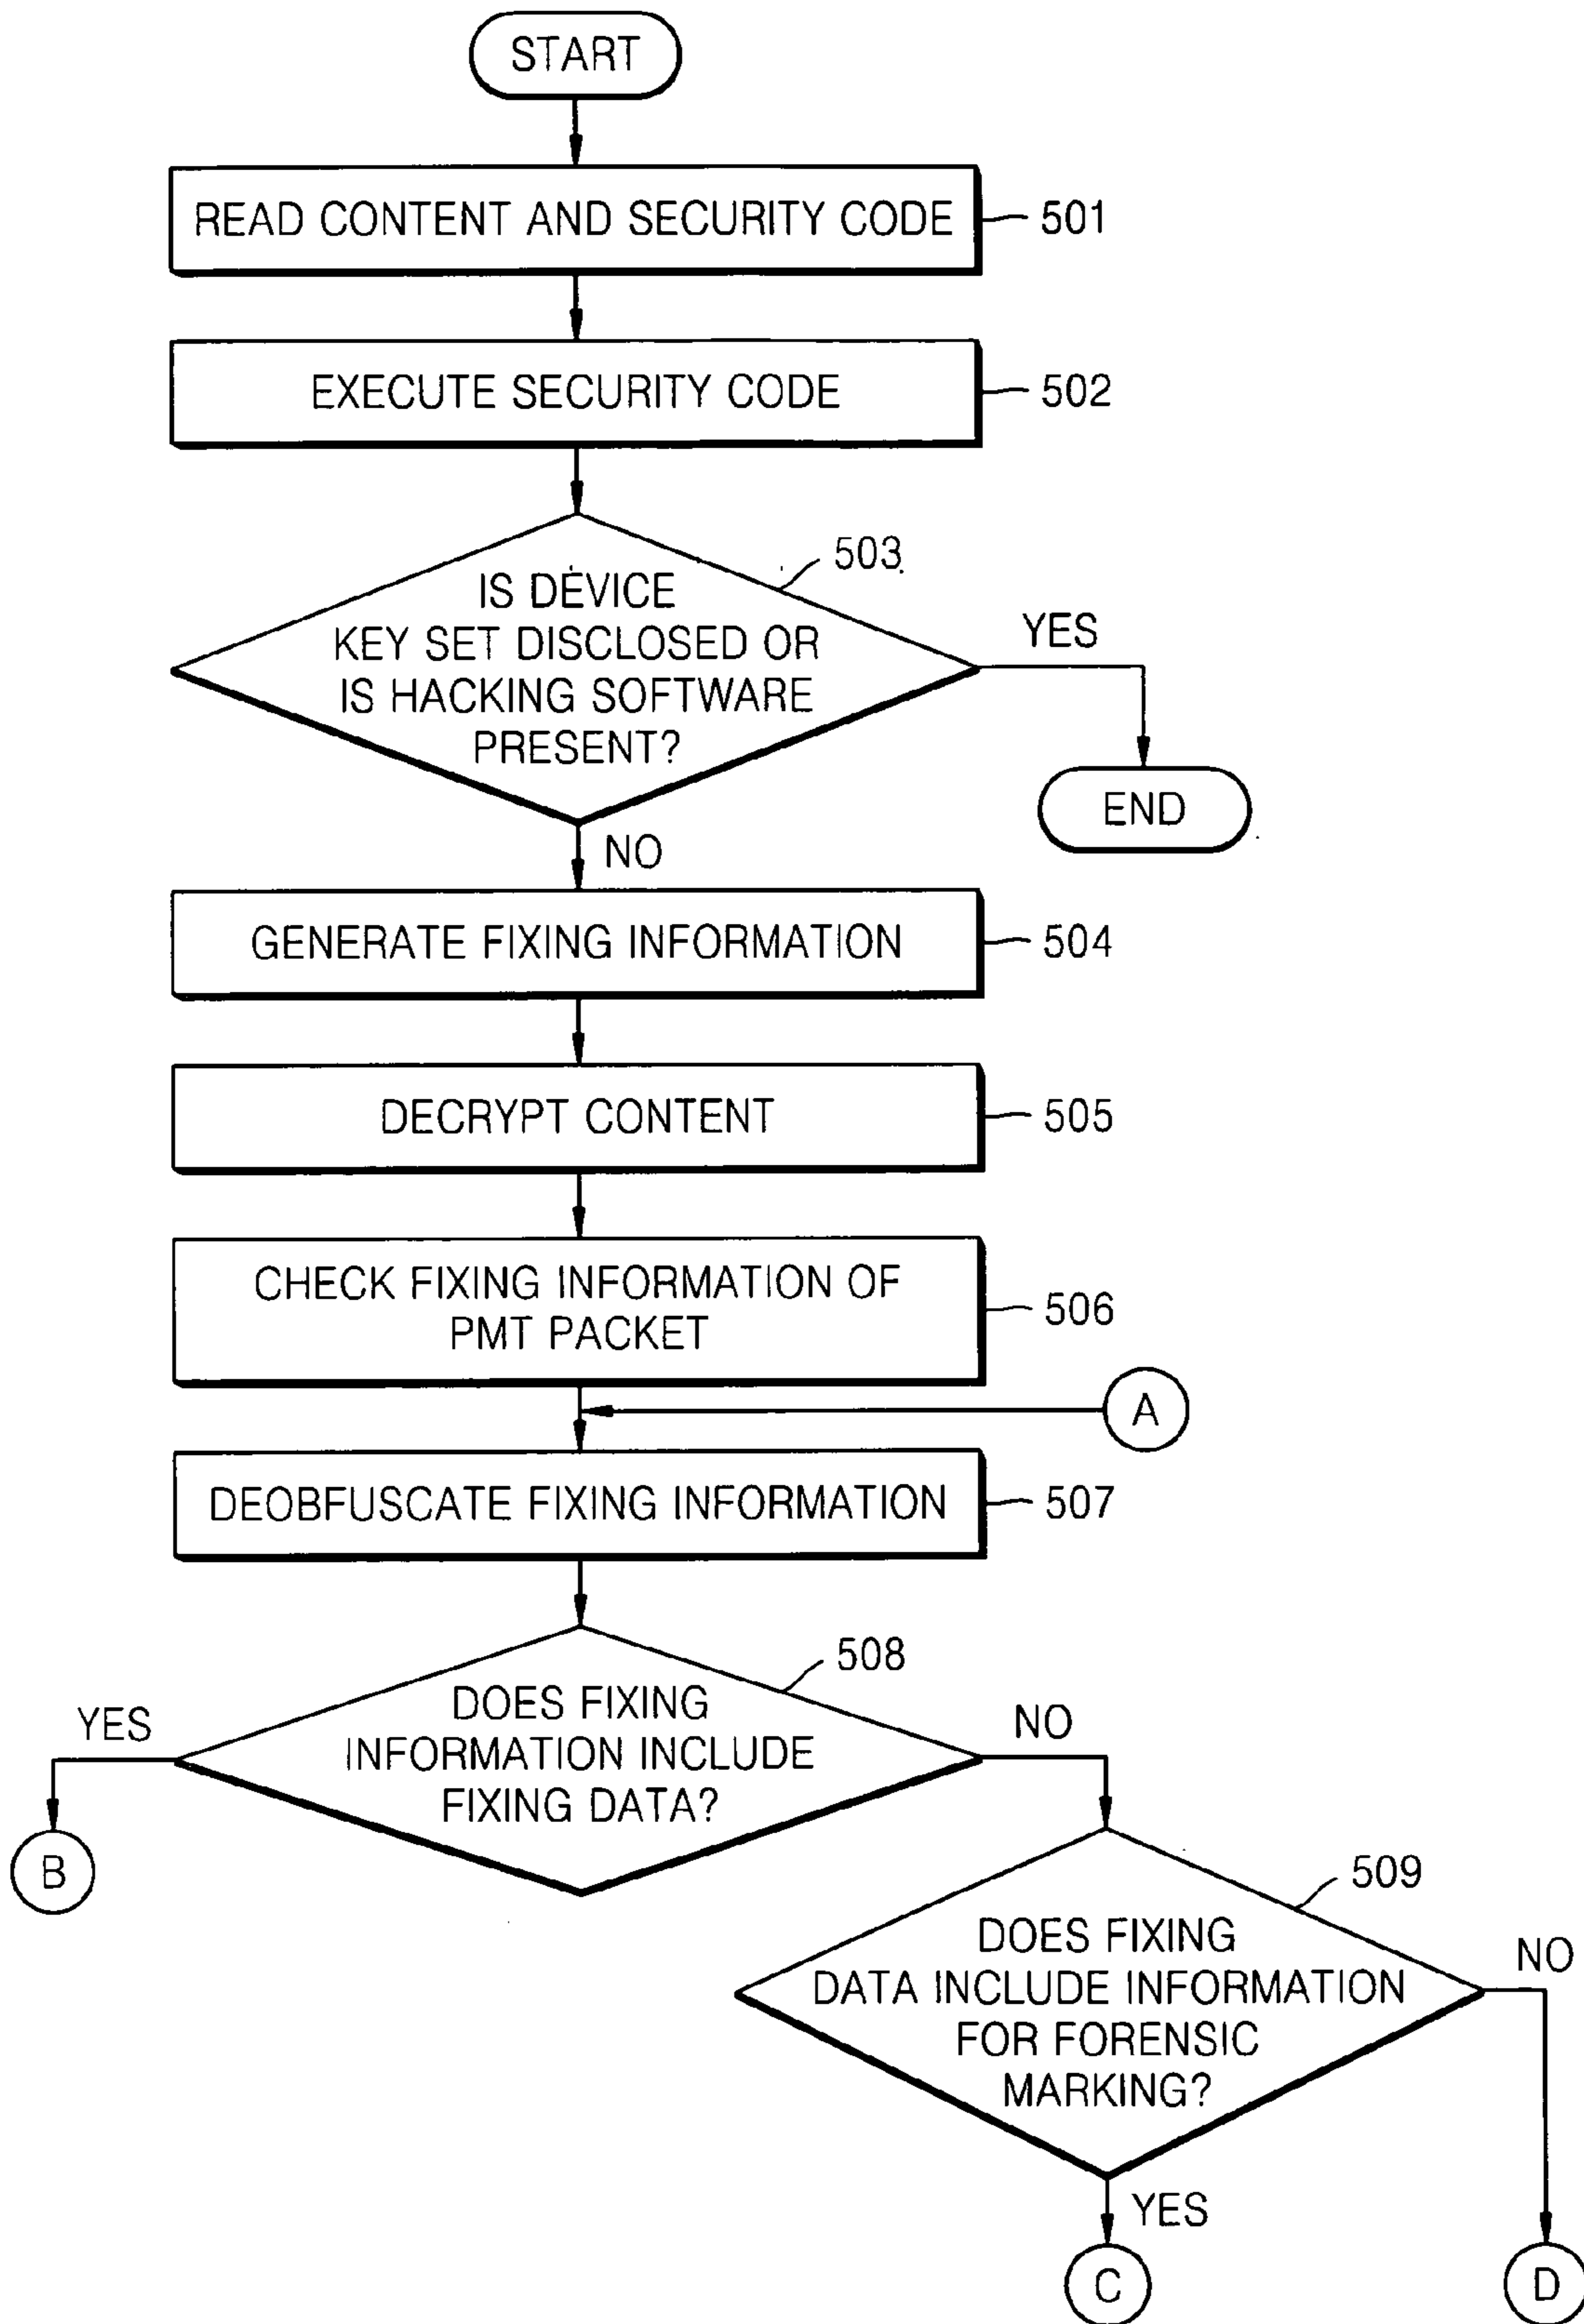 START
READ CONTENT AND SECURITY CODE
501
EXECUTE SECURITY CODE
502
503
IS DEVICE
KEY SET DISCLOSED OR
IS HACKING SOFTWARE
PRESENT?
YES
END
NO
GENERATE FIXING INFORMATION
504
DECRYPT CONTENT
505
CHECK FIXING INFORMATION OF
PMT PACKET
506
A
DEOBFUSCATE FIXING INFORMATION
507
508
DOES FIXING
INFORMATION INCLUDE
FIXING DATA?
YES
NO
B
509
DOES FIXING
DATA INCLUDE INFORMATION
FOR FORENSIC
MARKING?
NO
YES
C
D